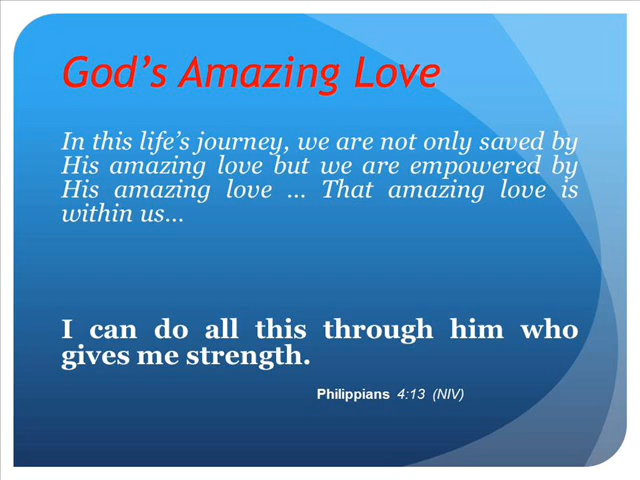 God’s Amazing Love
In this life’s journey, we are not only saved by
His amazing love but we are empowered by
His amazing love … That amazing love is
within us…
I can do all this through him who
gives me strength.
Philippians 4:13 (NIV)